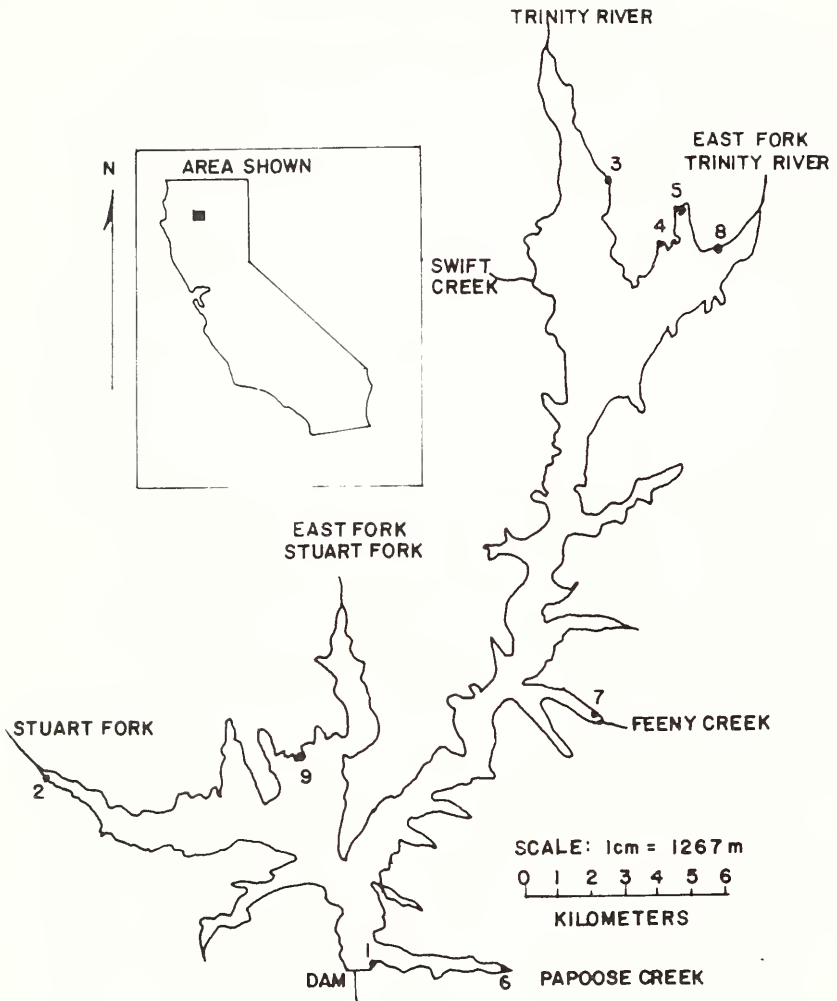 TRINITY RIVER
N
AREA SHOWN
EAST FORK
TRINITY RIVER
3
5
4
8
SWIFT
CREEK
EAST FORK
STUART FORK
7
STUART FORK
FEENY CREEK
9
2
SCALE: 1cm = 1267 m
0 1 2 3 4 5 6
KILOMETERS
1
DAM
6
PAPOOSE CREEK